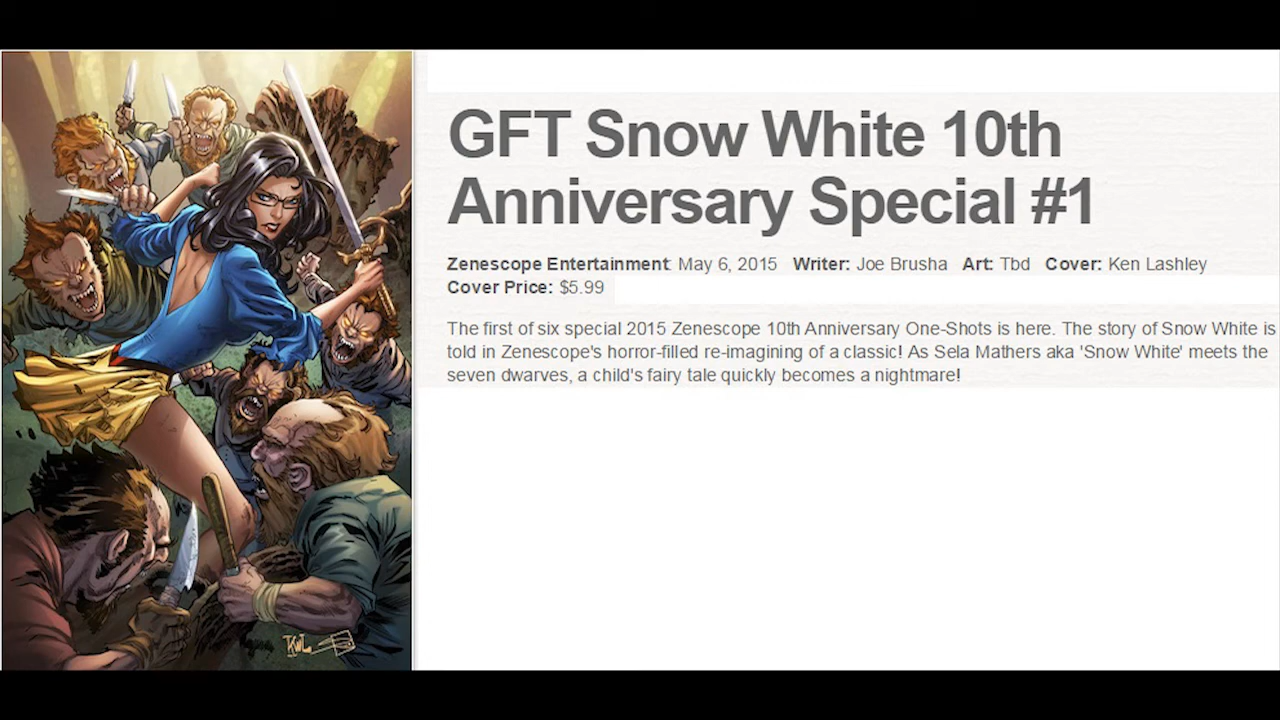 GFT Snow White 10th
Anniversary Special #1
Zenescope Entertainment: May 6, 2015 Writer: Joe Brusha Art: Tbd Cover: Ken Lashley
Cover Price: $5.99
The first of six special 2015 Zenescope 10th Anniversary One-Shots is here. The story of Snow White is
told in Zenescope's horror-filled re-imagining of a classic! As Sela Mathers aka 'Snow White' meets the
seven dwarves, a child's fairy tale quickly becomes a nightmare!
KWL